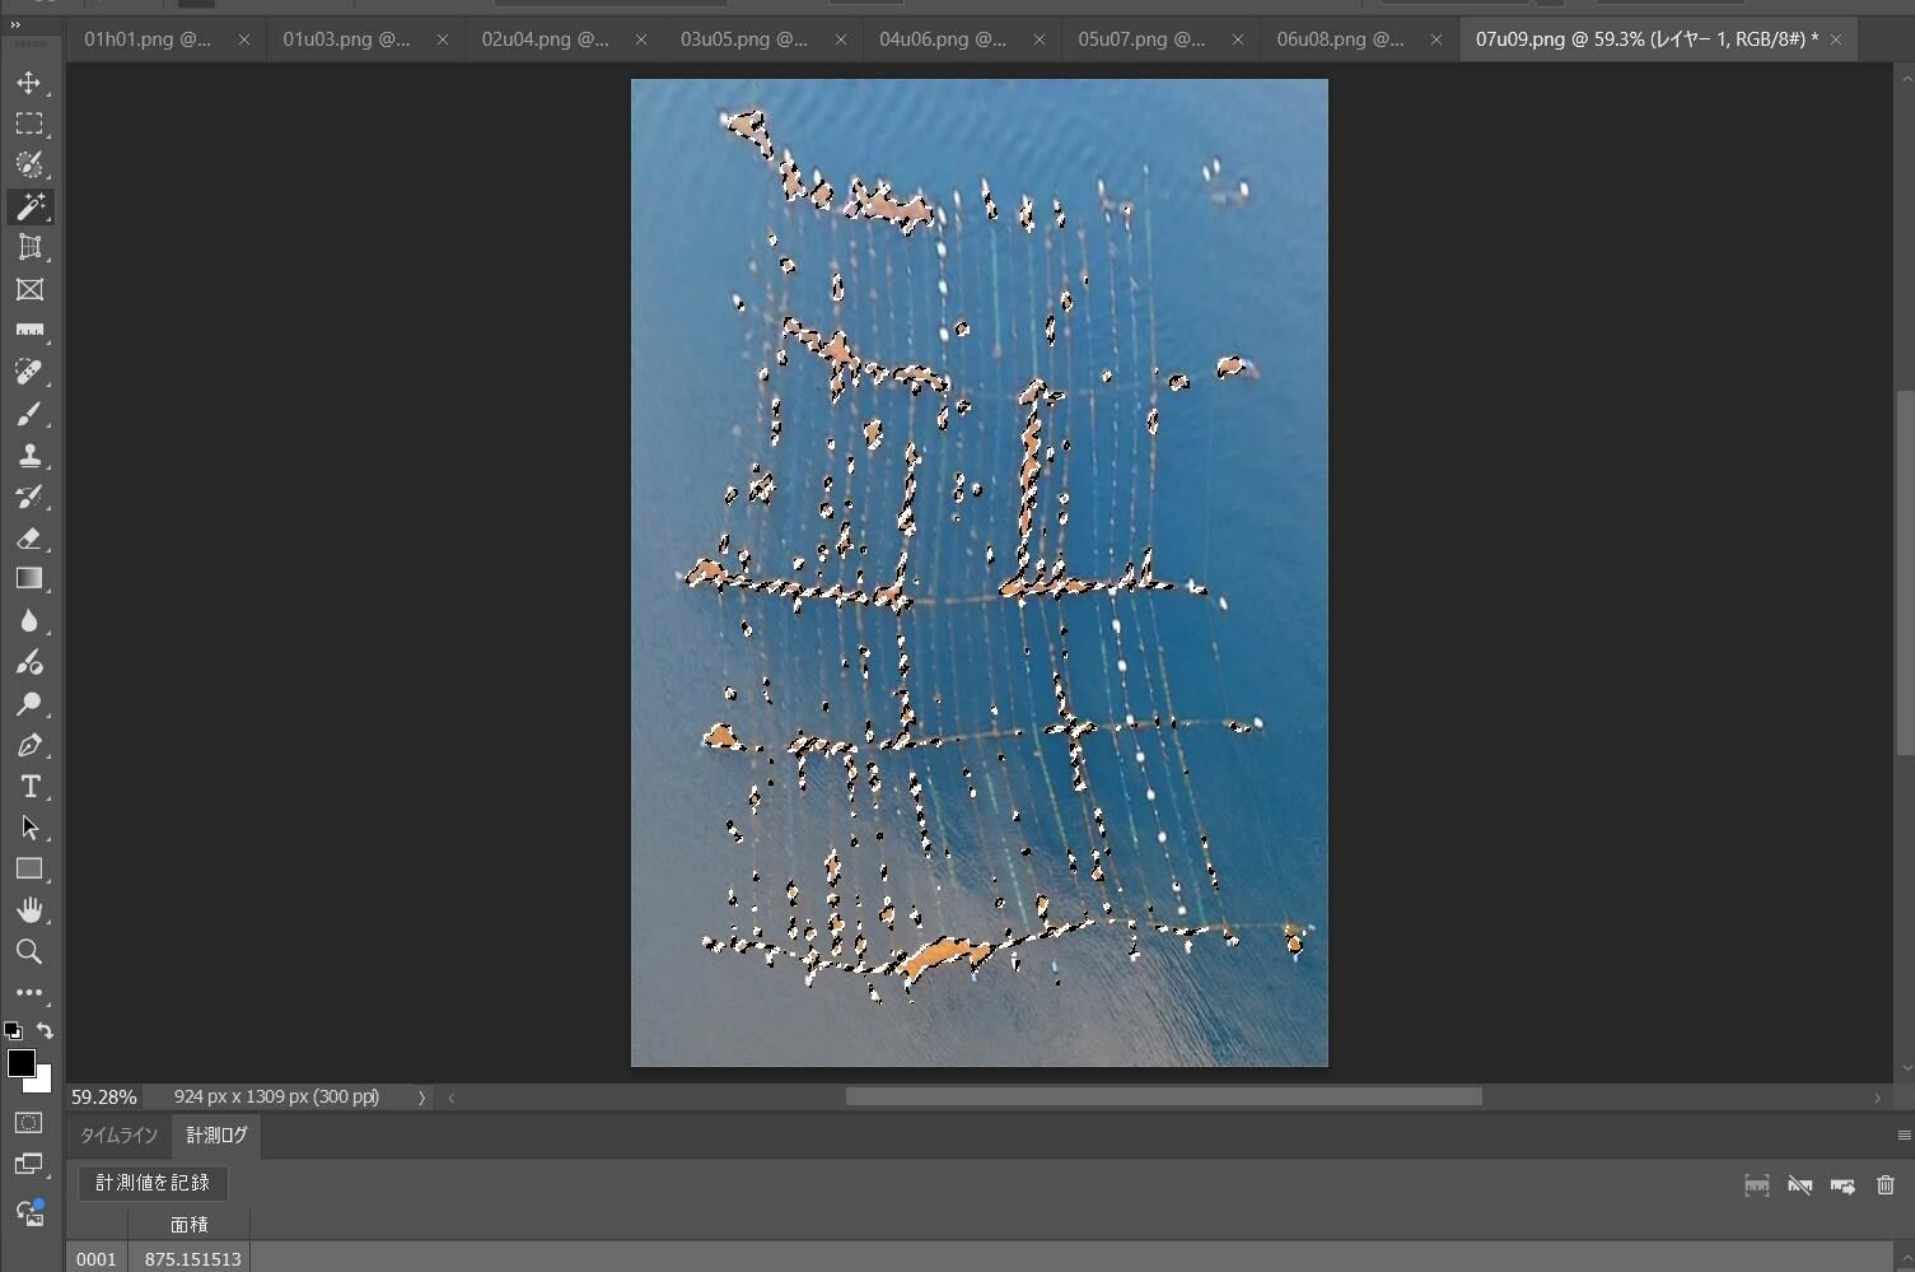 01h01.png @... × 01u03.png @... × 02u04.png @... × 03u05.png @... × 04u06.png @... × 05u07.png @... × 06u08.png @... × 07u09.png @ 59.3% (レイヤー 1, RGB/8#) * ×
59.28% 924 px x 1309 px (300 ppi)
タイムライン 計測ログ
計測値を記録
面積
0001 875.151513